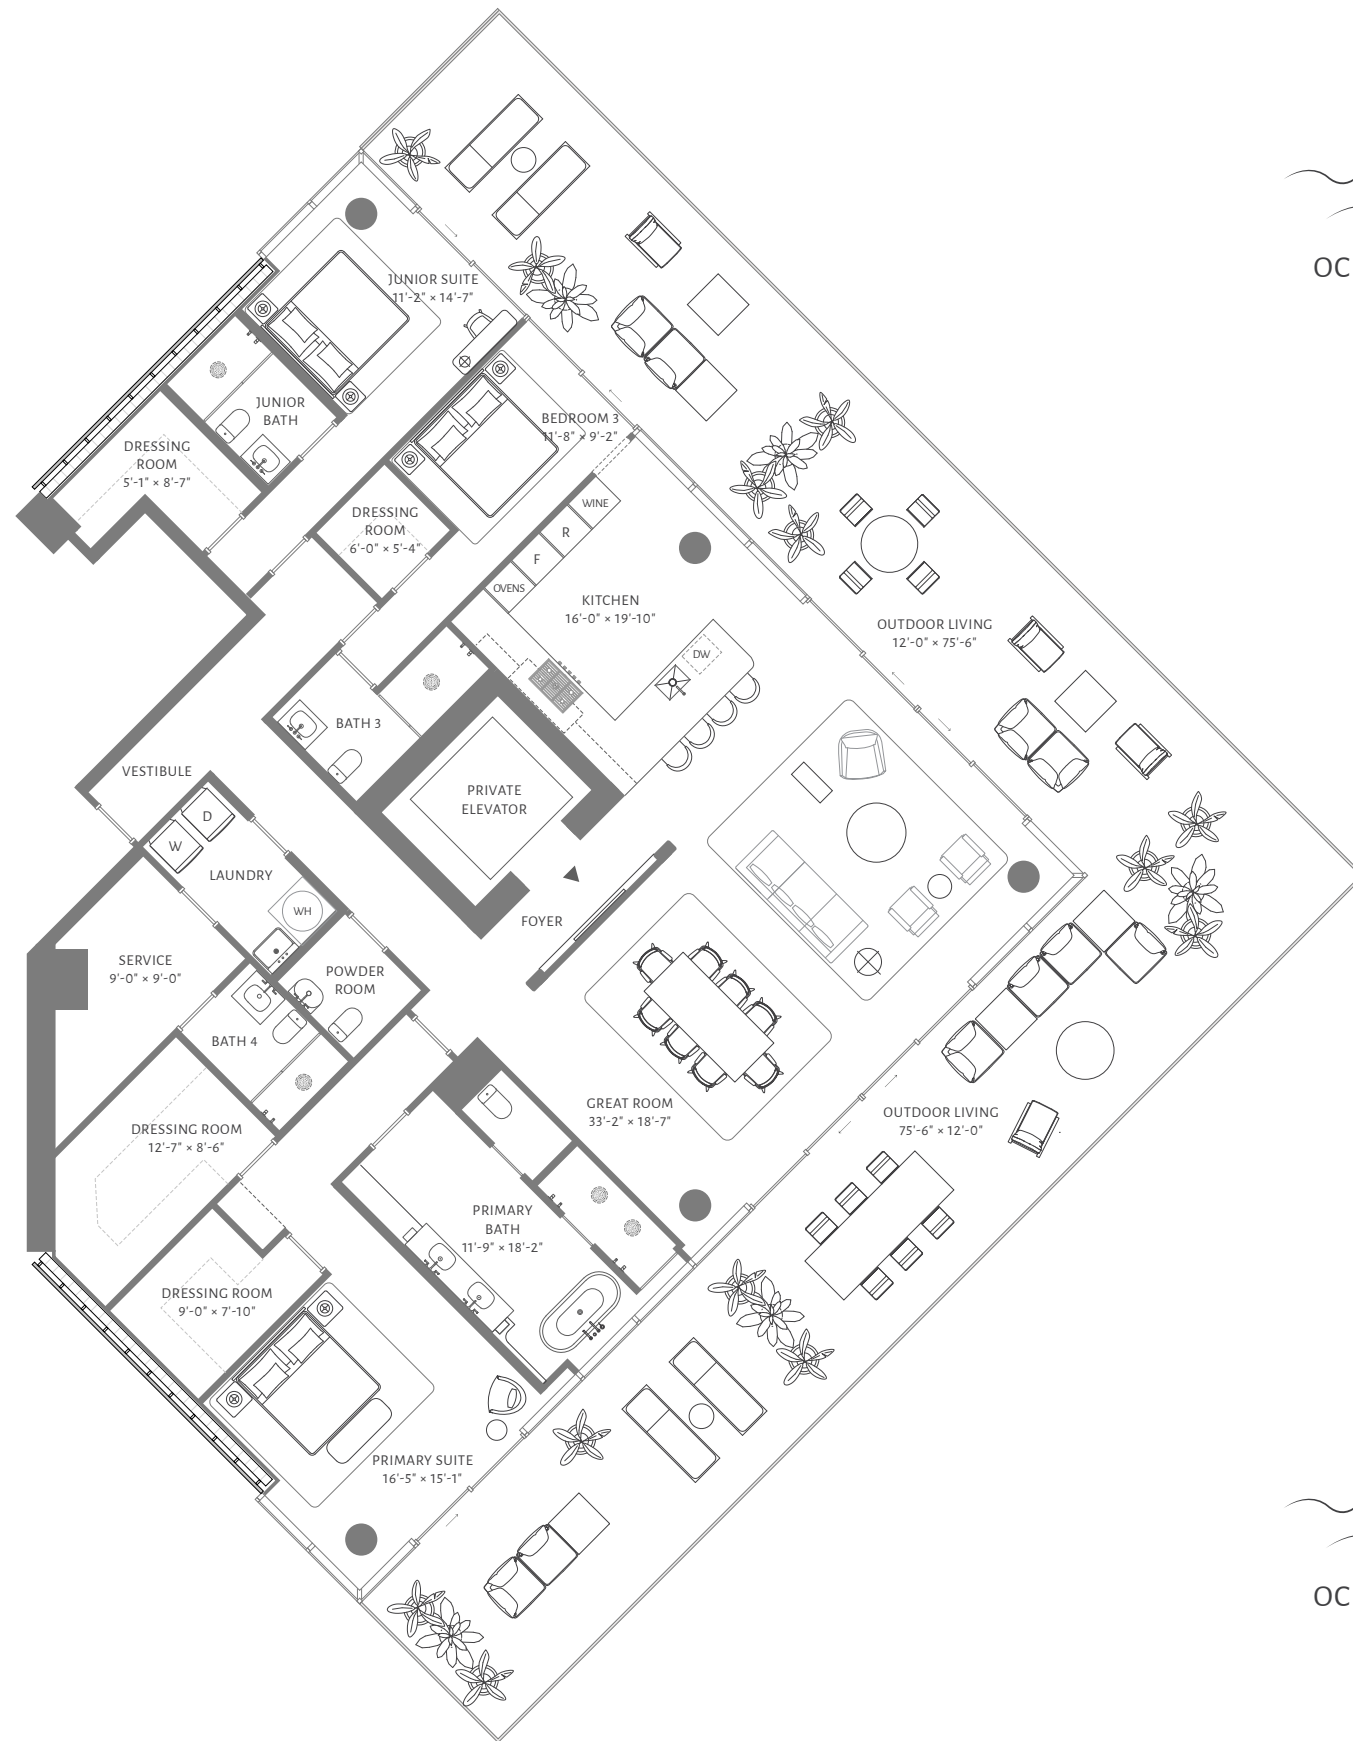 OC
JUNIOR SUITE
11'-2" × 14'-7"
JUNIOR
BATH
BEDROOM 3
11'-8" × 9'-2"
DRESSING
ROOM
5'-1" × 8'-7"
WINE
R
F
OVENS
DRESSING
ROOM
6'-0" × 5'-4"
KITCHEN
16'-0" × 19'-10"
OUTDOOR LIVING
12'-0" × 75'-6"
DW
BATH 3
VESTIBULE
PRIVATE
ELEVATOR
D
W
LAUNDRY
WH
FOYER
SERVICE
9'-0" × 9'-0"
POWDER
ROOM
BATH 4
GREAT ROOM
33'-2" × 18'-7"
OUTDOOR LIVING
75'-6" × 12'-0"
DRESSING ROOM
12'-7" × 8'-6"
PRIMARY
BATH
11'-9" × 18'-2"
DRESSING ROOM
9'-0" × 7'-10"
PRIMARY SUITE
16'-5" × 15'-1"
OC